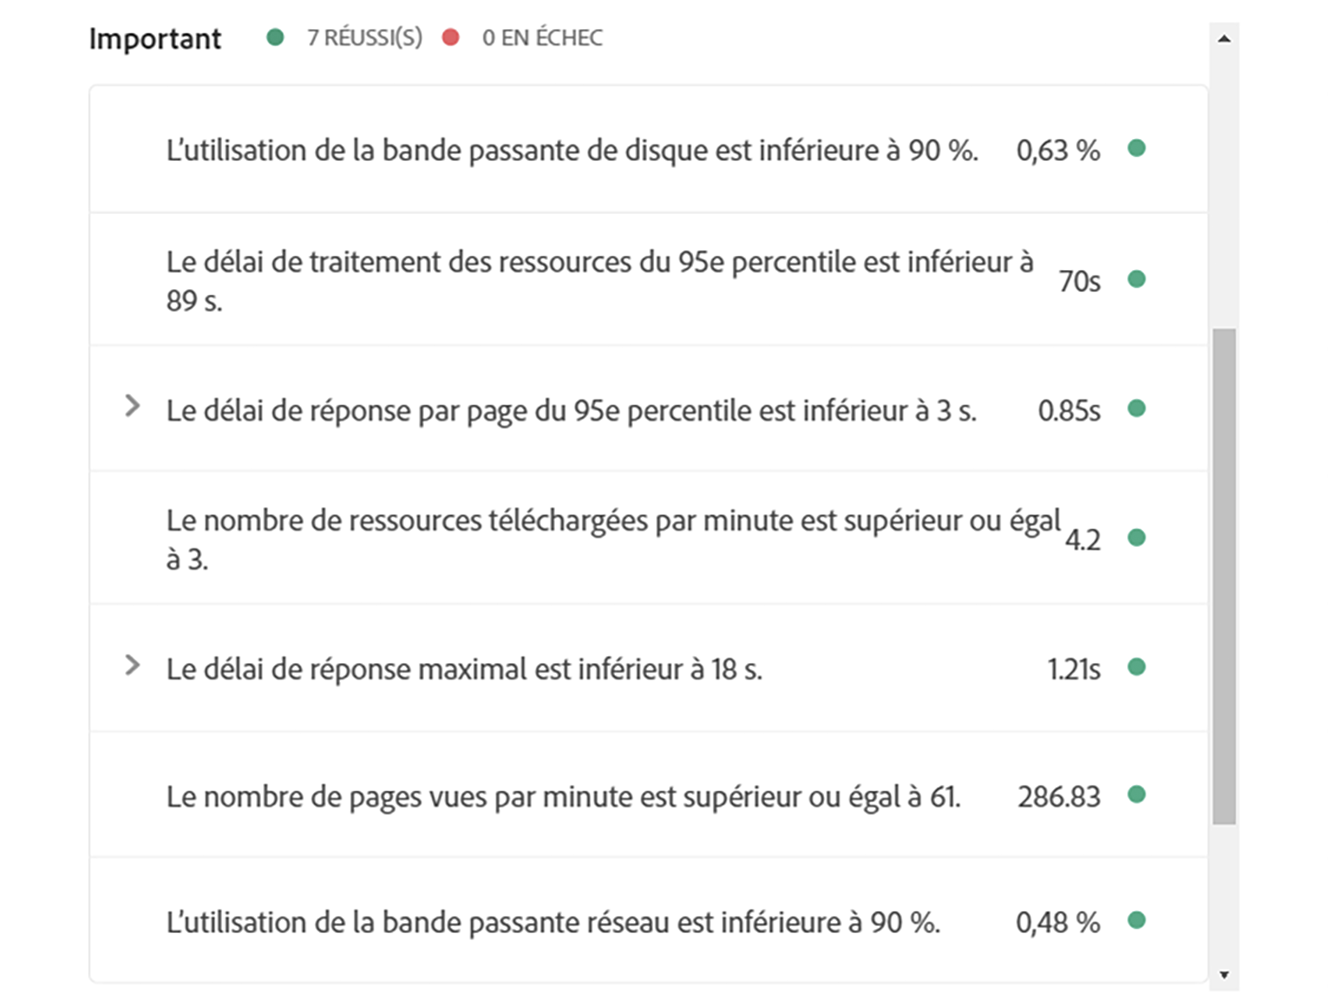 Important 7 RÉUSSI(S) 0 EN ÉCHEC
L'utilisation de la bande passante de disque est inférieure à 90 %. 0,63 %
Le délai de traitement des ressources du 95e percentile est inférieur à
89 s. 70s
Le délai de réponse par page du 95e percentile est inférieur à 3 s. 0.85s
Le nombre de ressources téléchargées par minute est supérieur ou égal
à 3. 4.2
Le délai de réponse maximal est inférieur à 18 s. 1.21s
Le nombre de pages vues par minute est supérieur ou égal à 61. 286.83
L'utilisation de la bande passante réseau est inférieure à 90 %. 0,48 %